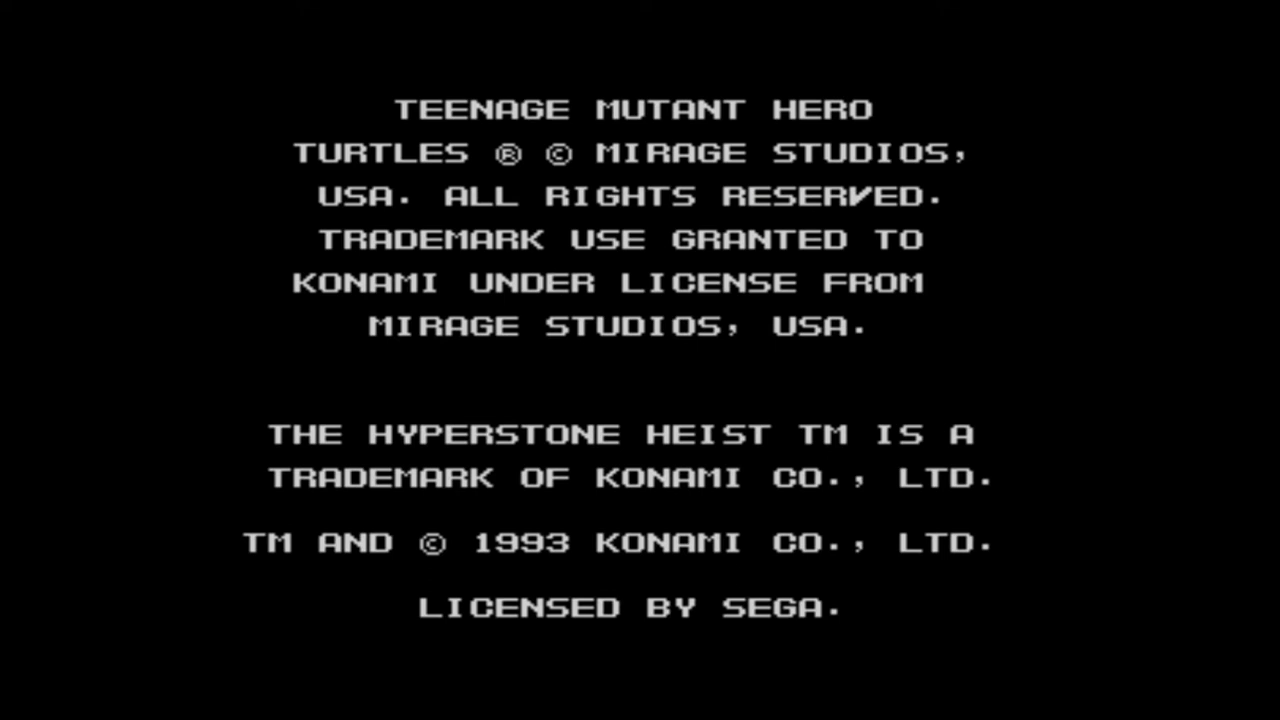 TEENAGE MUTANT HERO
TURTLES ® © MIRAGE STUDIOS,
USA. ALL RIGHTS RESERVED.
TRADEMARK USE GRANTED TO
KONAMI UNDER LICENSE FROM
MIRAGE STUDIOS, USA.
THE HYPERSTONE HEIST TM IS A
TRADEMARK OF KONAMI CO., LTD.
TM AND © 1993 KONAMI CO., LTD.
LICENSED BY SEGA.